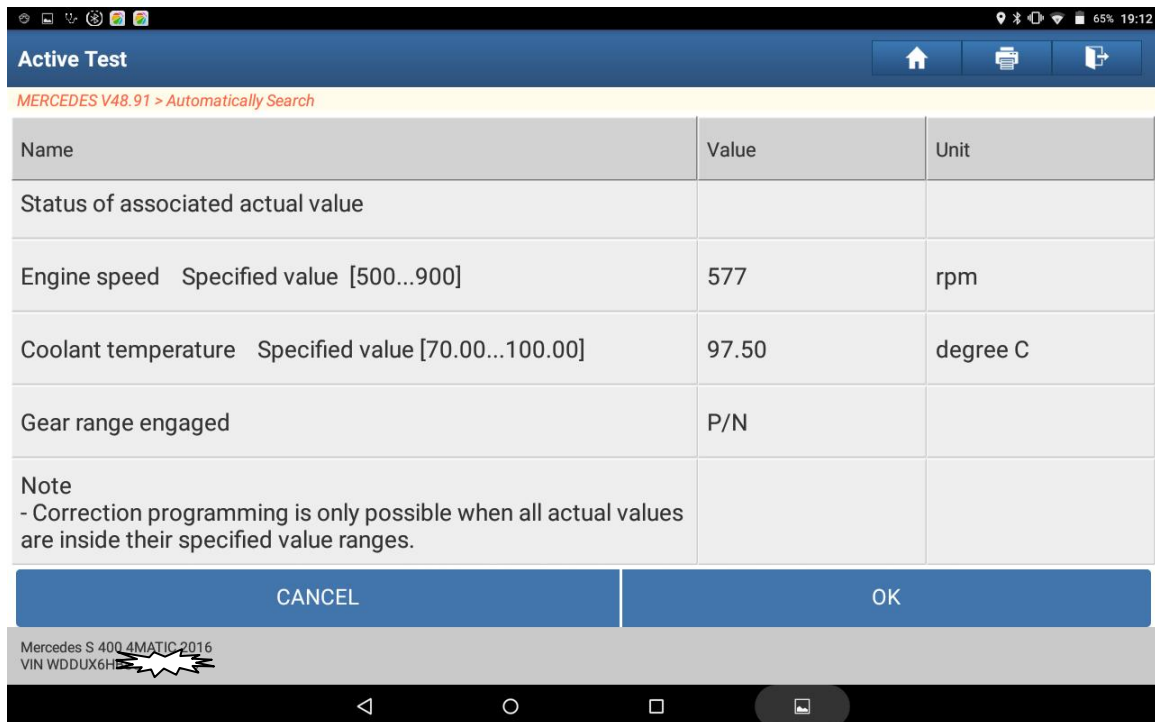 65% 19:12
Active Test
MERCEDES V48.91 > Automatically Search
Name Value Unit
Status of associated actual value
Engine speed Specified value [500...900] 577 rpm
Coolant temperature Specified value [70.00...100.00] 97.50 degree C
Gear range engaged P/N
Note
- Correction programming is only possible when all actual values
are inside their specified value ranges.
CANCEL OK
Mercedes S 400 4MATIC 2016
VIN WDDUX6H